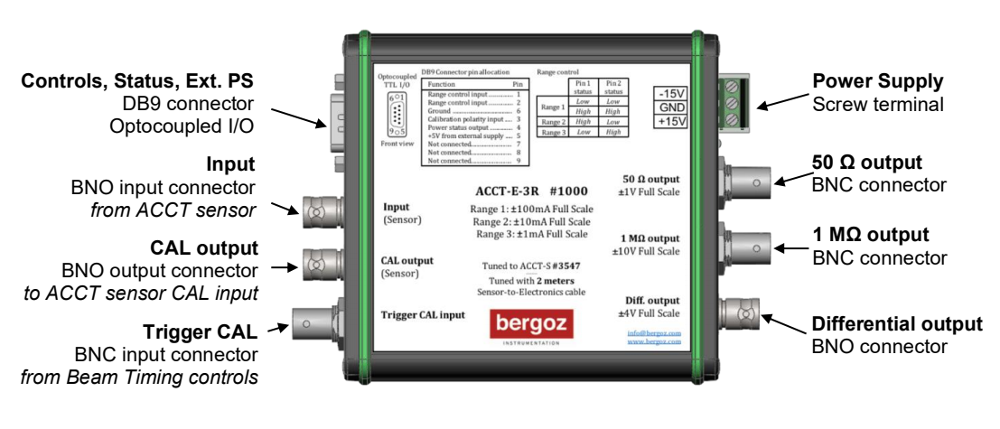 Controls, Status, Ext. PS
DB9 connector
Optocoupled I/O
Input
BNO input connector
from ACCT sensor
CAL output
BNO output connector
to ACCT sensor CAL input
Trigger CAL
BNC input connector
from Beam Timing controls
Optocoupled
TTL I/O
6 1
9 5
Front view
DB9 Connector pin allocation
Function Pin
Range control input .............. 1
Range control input .............. 2
Ground ................................ 6
Calibration polarity input ... 3
Power status output ............. 4
+5V from external supply .... 5
Not connected...................... 7
Not connected...................... 8
Not connected...................... 9
Range control
Pin 1 status Pin 2 status
Range 1 Low Low
High High
Range 2 High Low
Range 3 Low High
-15V
GND
+15V
Input
(Sensor)
CAL output
(Sensor)
Trigger CAL input
ACCT-E-3R #1000
Range 1: ±100mA Full Scale
Range 2: ±10mA Full Scale
Range 3: ±1mA Full Scale
Tuned to ACCT-S #3547
Tuned with 2 meters
Sensor-to-Electronics cable
bergoz
INSTRUMENTATION
50 Ω output
±1V Full Scale
1 MΩ output
±10V Full Scale
Diff. output
±4V Full Scale
info@bergoz.com
www.bergoz.com
Power Supply
Screw terminal
50 Ω output
BNC connector
1 MΩ output
BNC connector
Differential output
BNO connector